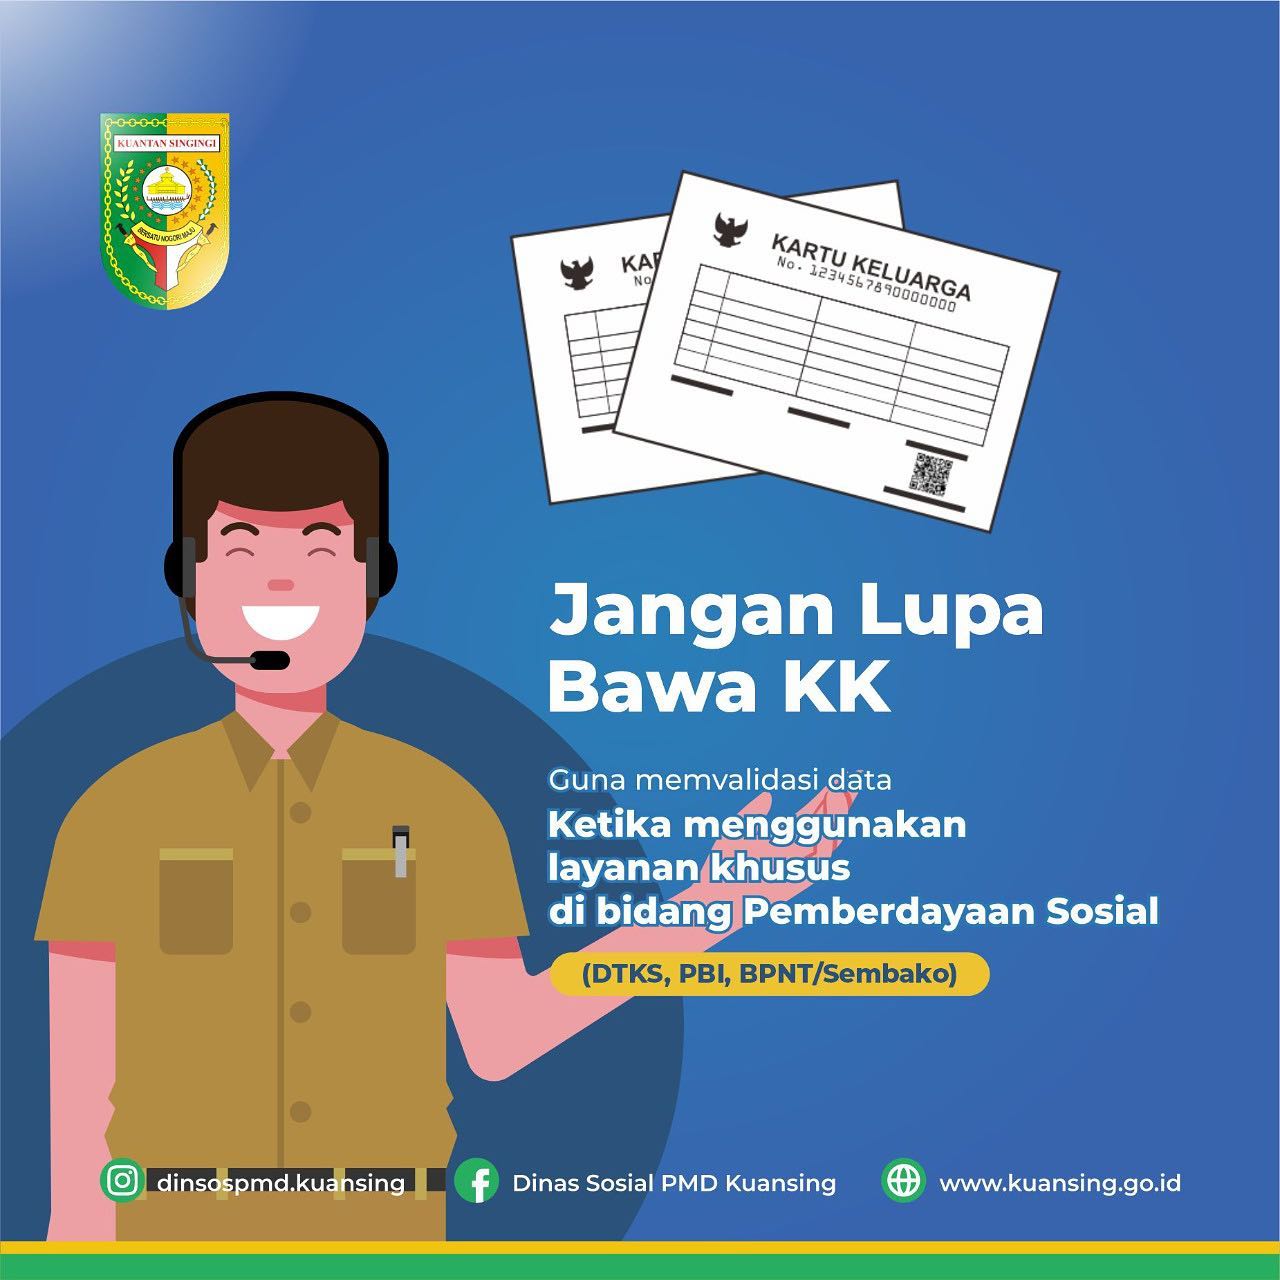 KUANTAN SINGINGI
BERSATU NOGORI MAJU
KAR
No
KARTU KELUARGA
No. 1234567890000000
Jangan Lupa
Bawa KK
Guna memvalidasi data
Ketika menggunakan
layanan khusus
di bidang Pemberdayaan Sosial
(DTKS, PBI, BPNT/Sembako)
dinsospmd.kuansing
Dinas Sosial PMD Kuansing
www.kuansing.go.id